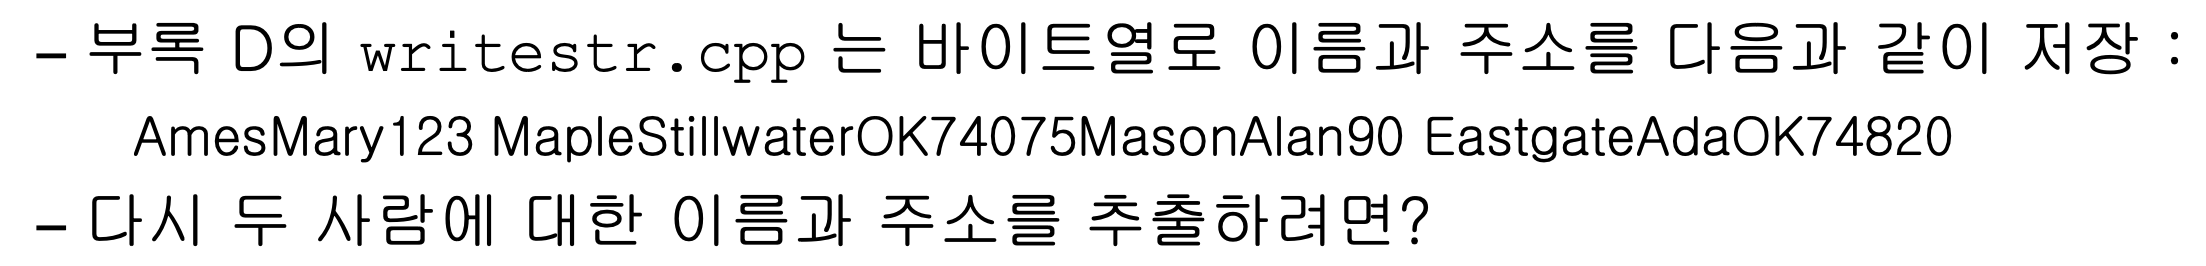 – 부록 D의 writestr.cpp 는 바이트열로 이름과 주소를 다음과 같이 저장 :
AmesMary123 MapleStillwaterOK74075MasonAlan90 EastgateAdaOK74820
– 다시 두 사람에 대한 이름과 주소를 추출하려면?